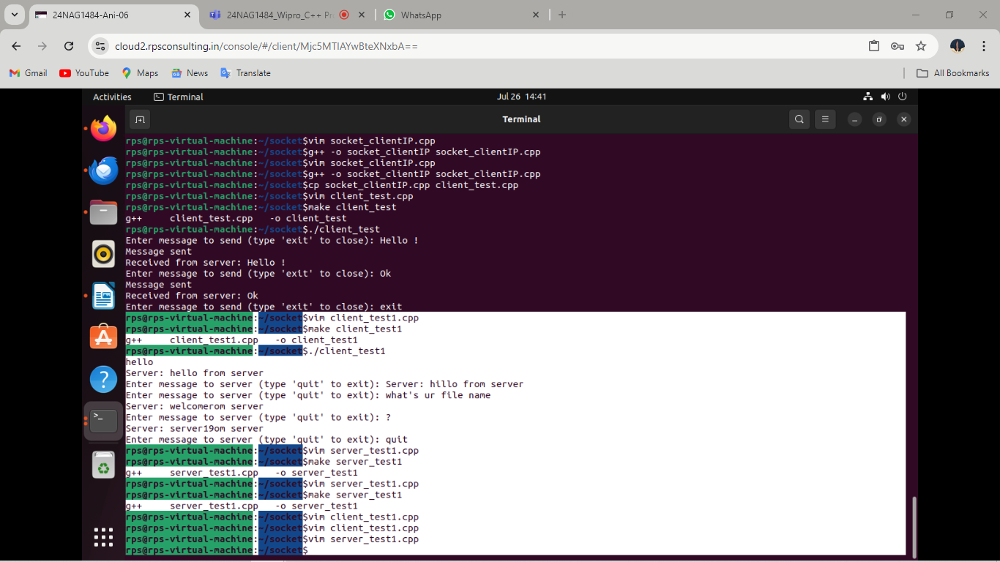 24NAG1484-Ani-06
24NAG1484_Wipro_C++ Pr
WhatsApp
cloud2.rpsconsulting.in/console/#/client/Mjc5MTIAYwBteXNxbA==
Gmail
YouTube
Maps
News
Translate
All Bookmarks
Activities
Terminal
Jul 26 14:41
Terminal
rps@rps-virtual-machine:~/socket$vim socket_clientIP.cpp
rps@rps-virtual-machine:~/socket$g++ -o socket_clientIP socket_clientIP.cpp
rps@rps-virtual-machine:~/socket$vim socket_clientIP.cpp
rps@rps-virtual-machine:~/socket$g++ -o socket_clientIP socket_clientIP.cpp
rps@rps-virtual-machine:~/socket$cp socket_clientIP.cpp client_test.cpp
rps@rps-virtual-machine:~/socket$vim client_test.cpp
rps@rps-virtual-machine:~/socket$make client_test
g++     client_test.cpp   -o client_test
rps@rps-virtual-machine:~/socket$./client_test
Enter message to send (type 'exit' to close): Hello !
Message sent
Received from server: Hello !
Enter message to send (type 'exit' to close): Ok
Message sent
Received from server: Ok
Enter message to send (type 'exit' to close): exit
rps@rps-virtual-machine:~/socket$vim client_test1.cpp
rps@rps-virtual-machine:~/socket$make client_test1
g++     client_test1.cpp   -o client_test1
rps@rps-virtual-machine:~/socket$./client_test1
hello
Server: hello from server
Enter message to server (type 'quit' to exit): Server: hillo from server
Enter message to server (type 'quit' to exit): what's ur file name
Server: welcomerom server
Enter message to server (type 'quit' to exit): ?
Server: server19om server
Enter message to server (type 'quit' to exit): quit
rps@rps-virtual-machine:~/socket$vim server_test1.cpp
rps@rps-virtual-machine:~/socket$make server_test1
g++     server_test1.cpp   -o server_test1
rps@rps-virtual-machine:~/socket$vim server_test1.cpp
rps@rps-virtual-machine:~/socket$make server_test1
g++     server_test1.cpp   -o server_test1
rps@rps-virtual-machine:~/socket$vim client_test1.cpp
rps@rps-virtual-machine:~/socket$vim client_test1.cpp
rps@rps-virtual-machine:~/socket$vim server_test1.cpp
rps@rps-virtual-machine:~/socket$